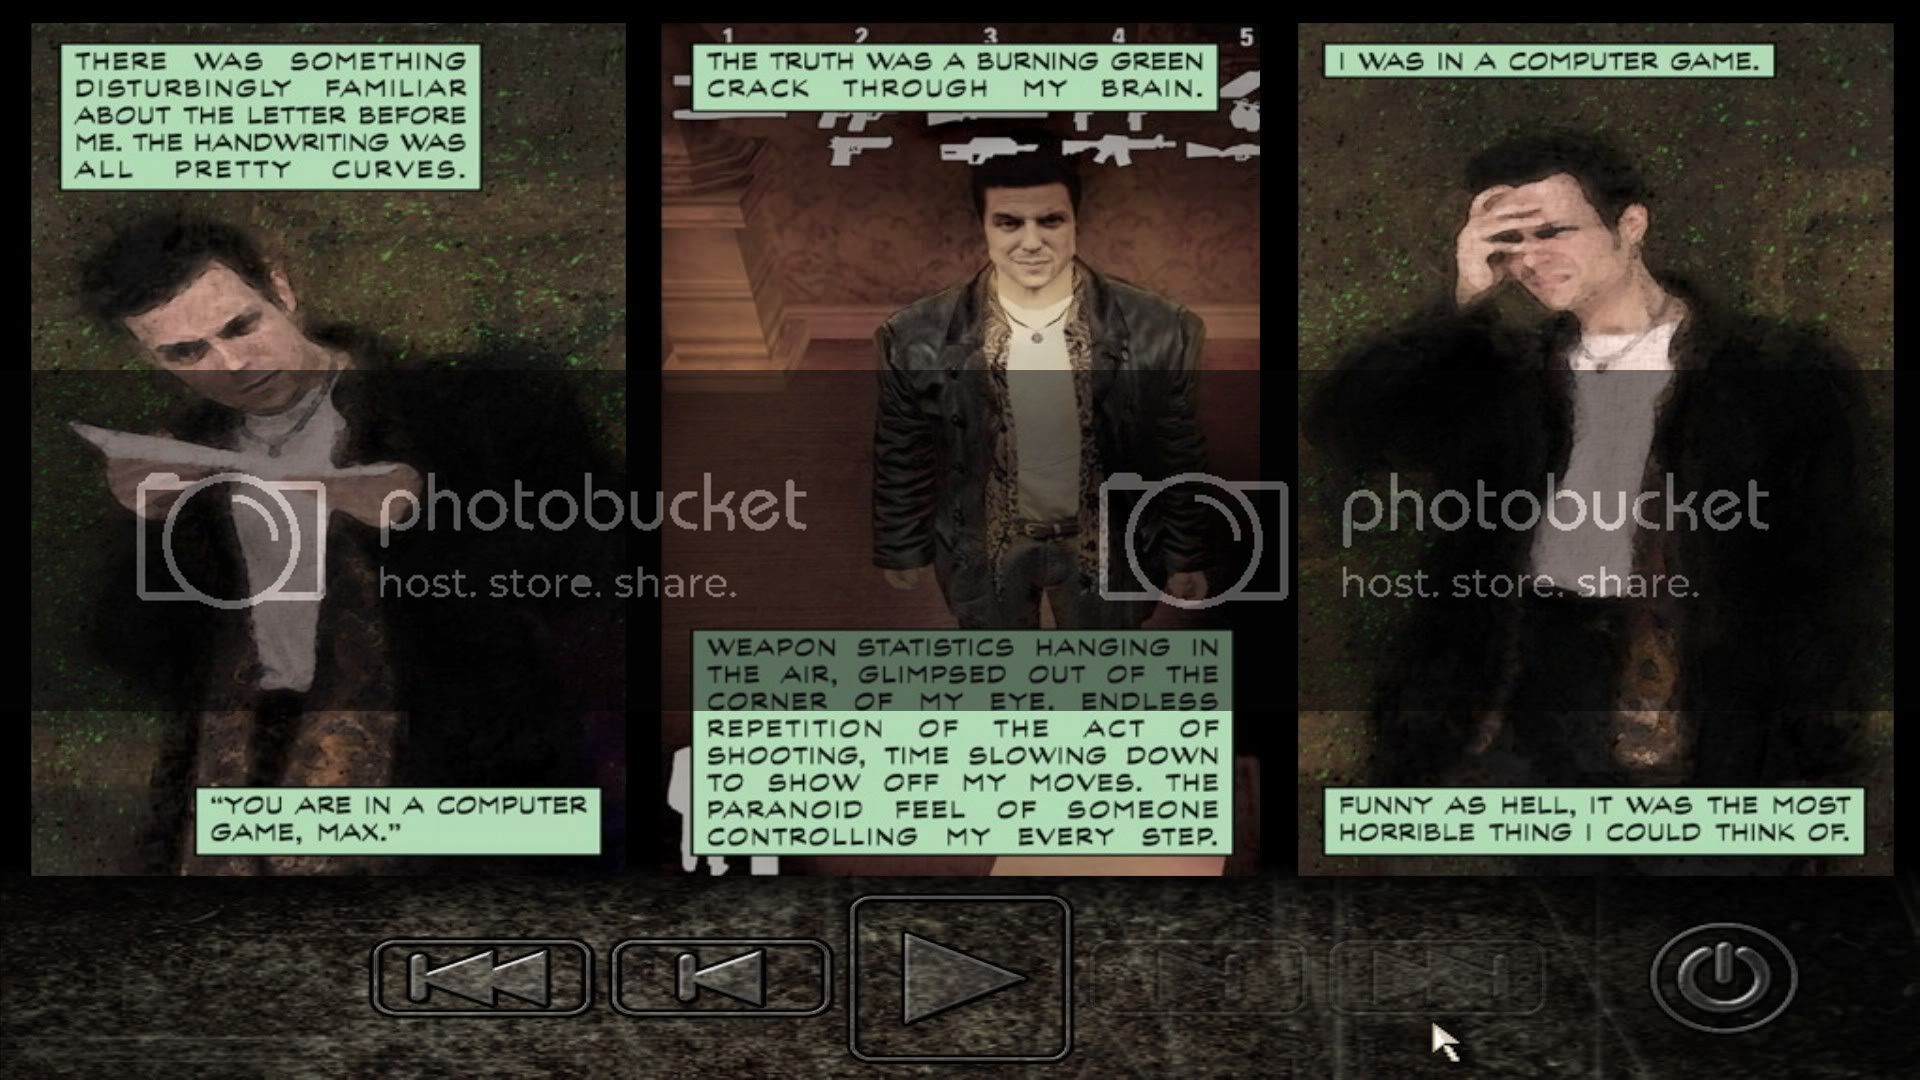 THERE WAS SOMETHING
DISTURBINGLY FAMILIAR
ABOUT THE LETTER BEFORE
ME. THE HANDWRITING WAS
ALL PRETTY CURVES.
"YOU ARE IN A COMPUTER
GAME, MAX."
1 2 3 4 5
THE TRUTH WAS A BURNING GREEN
CRACK THROUGH MY BRAIN.
WEAPON STATISTICS HANGING IN
THE AIR, GLIMPSED OUT OF THE
CORNER OF MY EYE. ENDLESS
REPETITION OF THE ACT OF
SHOOTING, TIME SLOWING DOWN
TO SHOW OFF MY MOVES. THE
PARANOID FEEL OF SOMEONE
CONTROLLING MY EVERY STEP.
I WAS IN A COMPUTER GAME.
FUNNY AS HELL, IT WAS THE MOST
HORRIBLE THING I COULD THINK OF.
photobucket
host. store. share.
photobucket
host. store. share.